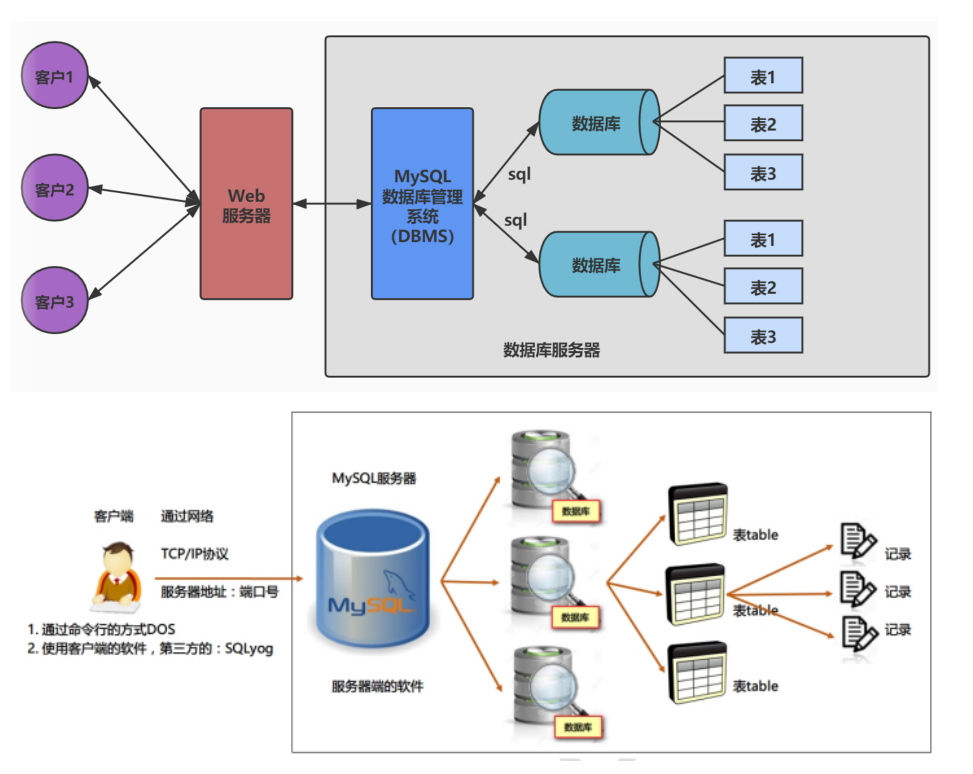 客户1
客户2
客户3
Web
服务器
MySQL
数据库管理
系统
（DBMS）
sql
sql
数据库
表1
表2
表3
数据库
表1
表2
表3
数据库服务器
客户端
通过网络
TCP/IP协议
服务器地址：端口号
1. 通过命令行的方式DOS
2. 使用客户端的软件，第三方的：SQLyog
MySQL服务器
MySQL
服务器端的软件
数据库
数据库
数据库
表table
表table
表table
记录
记录
记录